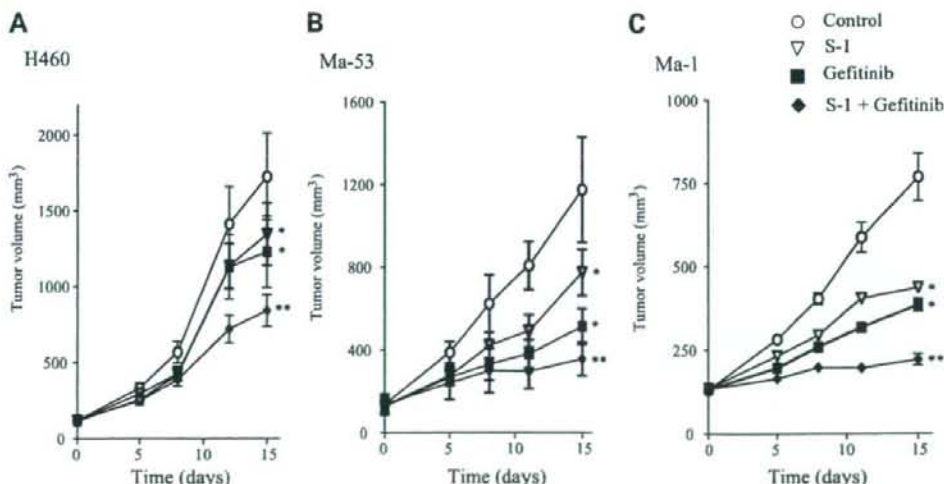 A
H460
Tumor volume (mm³)
2000
1500
1000
500
0
0 5 10 15
Time (days)
*
*
**
B
Ma-53
Tumor volume (mm³)
1600
1200
800
400
0
0 5 10 15
Time (days)
*
*
**
C
Ma-1
Control
S-1
Gefitinib
S-1 + Gefitinib
Tumor volume (mm³)
1000
750
500
250
0
0 5 10 15
Time (days)
*
*
**